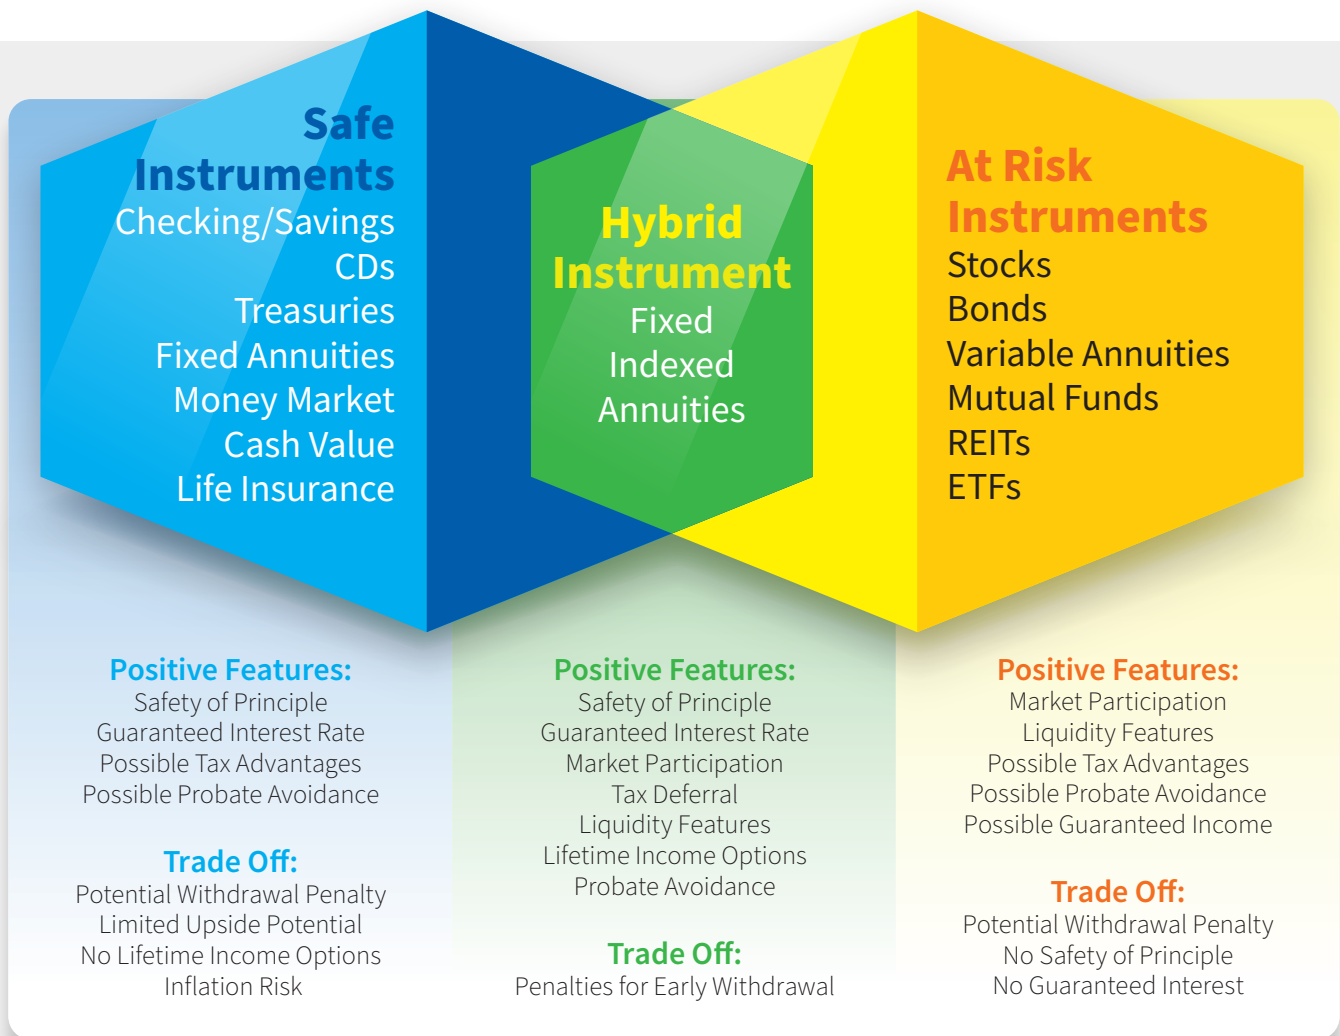 Safe
Instruments
Checking/Savings
CDs
Treasuries
Fixed Annuities
Money Market
Cash Value
Life Insurance
Hybrid
Instrument
Fixed
Indexed
Annuities
At Risk
Instruments
Stocks
Bonds
Variable Annuities
Mutual Funds
REITs
ETFs
Positive Features:
Safety of Principle
Guaranteed Interest Rate
Possible Tax Advantages
Possible Probate Avoidance
Trade Off:
Potential Withdrawal Penalty
Limited Upside Potential
No Lifetime Income Options
Inflation Risk
Positive Features:
Safety of Principle
Guaranteed Interest Rate
Market Participation
Tax Deferral
Liquidity Features
Lifetime Income Options
Probate Avoidance
Trade Off:
Penalties for Early Withdrawal
Positive Features:
Market Participation
Liquidity Features
Possible Tax Advantages
Possible Probate Avoidance
Possible Guaranteed Income
Trade Off:
Potential Withdrawal Penalty
No Safety of Principle
No Guaranteed Interest